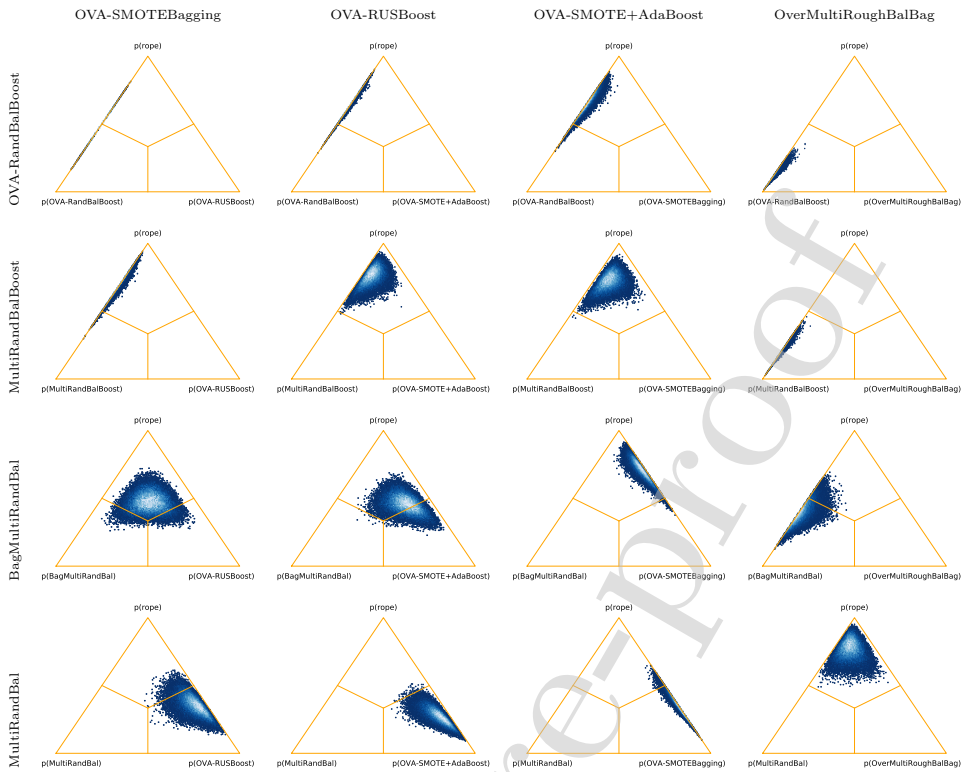 OVA-SMOTEBagging OVA-RUSBoost OVA-SMOTE+AdaBoost OverMultiRoughBalBag
OVA-RandBalBoost
p(rope) p(rope) p(rope) p(rope)
p(OVA-RandBalBoost) p(OVA-RUSBoost) p(OVA-RandBalBoost) p(OVA-SMOTE+AdaBoost) p(OVA-RandBalBoost) p(OVA-SMOTEBagging) p(OVA-RandBalBoost) p(OverMultiRoughBalBag)
MultiRandBalBoost
p(rope) p(rope) p(rope) p(rope)
p(MultiRandBalBoost) p(OVA-RUSBoost) p(MultiRandBalBoost) p(OVA-SMOTE+AdaBoost) p(MultiRandBalBoost) p(OVA-SMOTEBagging) p(MultiRandBalBoost) p(OverMultiRoughBalBag)
BagMultiRandBal
p(rope) p(rope) p(rope) p(rope)
p(BagMultiRandBal) p(OVA-RUSBoost) p(BagMultiRandBal) p(OVA-SMOTE+AdaBoost) p(BagMultiRandBal) p(OVA-SMOTEBagging) p(BagMultiRandBal) p(OverMultiRoughBalBag)
MultiRandBal
p(rope) p(rope) p(rope) p(rope)
p(MultiRandBal) p(OVA-RUSBoost) p(MultiRandBal) p(OVA-SMOTE+AdaBoost) p(MultiRandBal) p(OVA-SMOTEBagging) p(MultiRandBal) p(OverMultiRoughBalBag)
re-proof